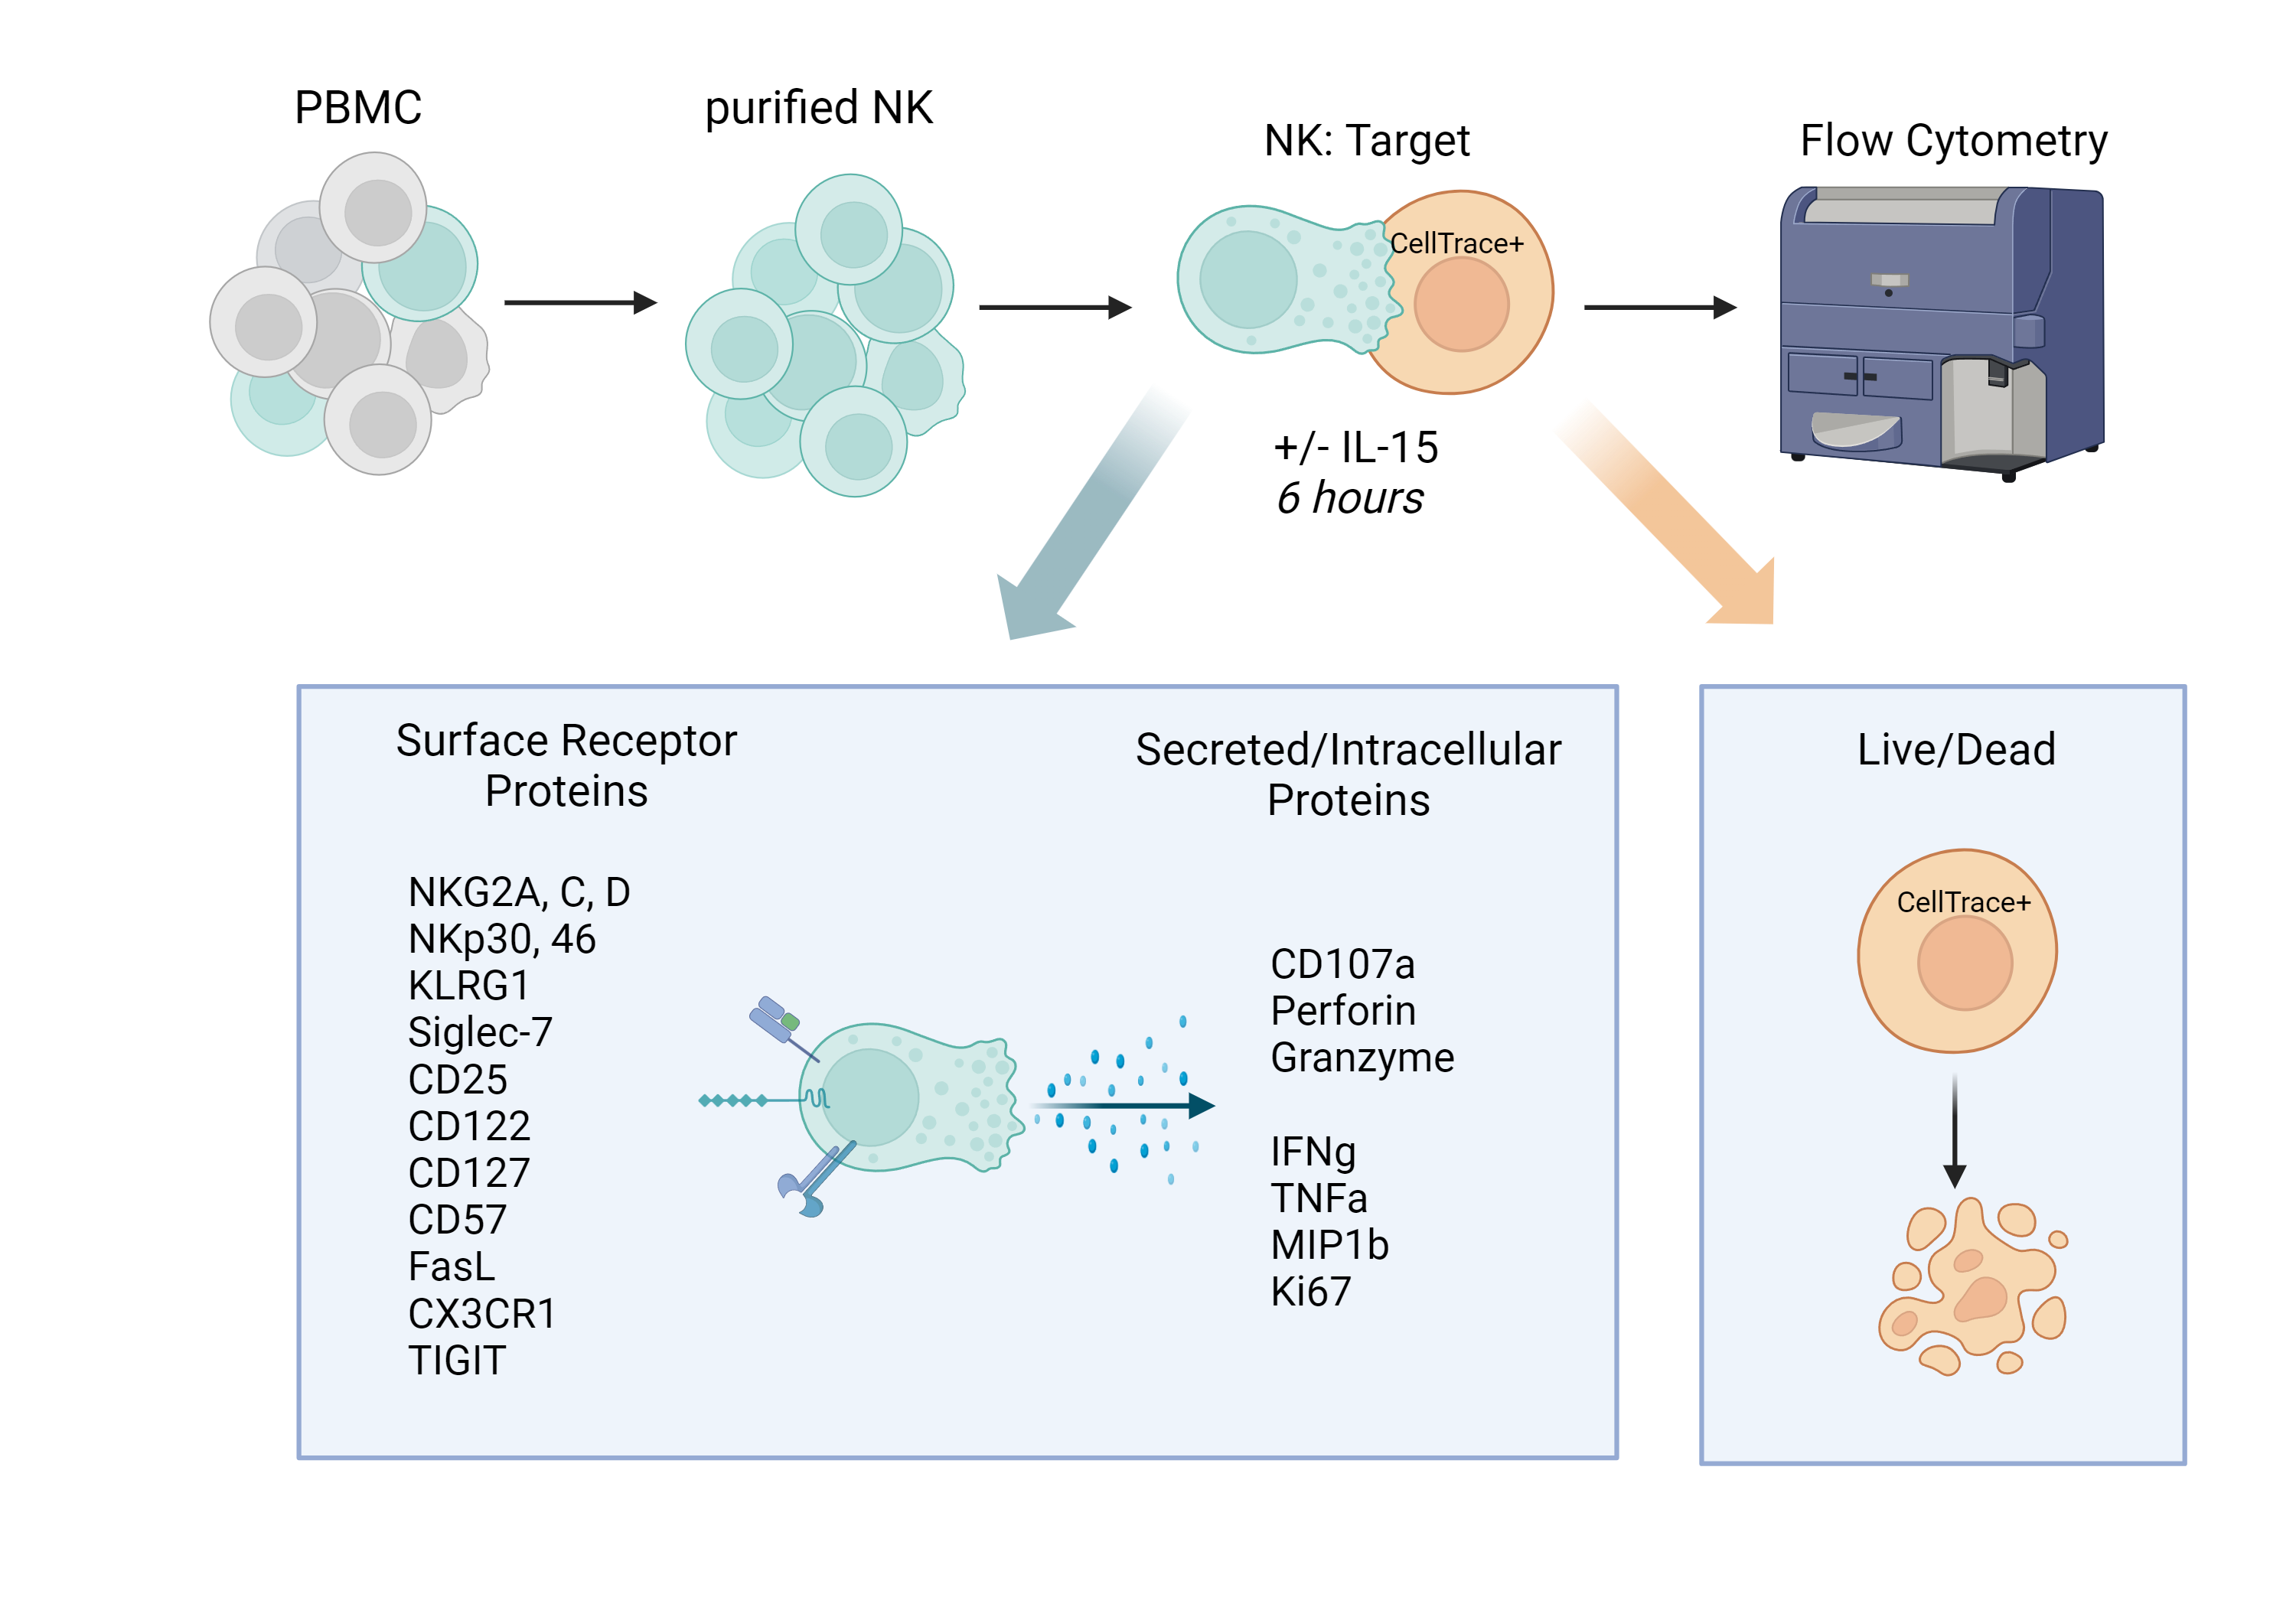 PBMC
purified NK
NK: Target
Flow Cytometry
CellTrace+
+/- IL-15
6 hours
Surface Receptor
Proteins
NKG2A, C, D
NKp30, 46
KLRG1
Siglec-7
CD25
CD122
CD127
CD57
FasL
CX3CR1
TIGIT
Secreted/Intracellular
Proteins
CD107a
Perforin
Granzyme
IFNg
TNFa
MIP1b
Ki67
Live/Dead
CellTrace+